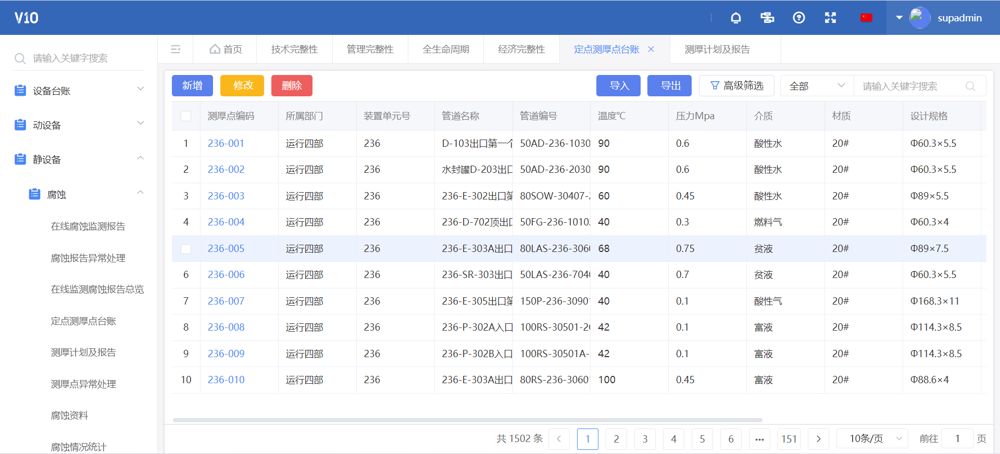 V10
supadmin
请输入关键字搜索
首页 技术完整性 管理完整性 全生命周期 经济完整性 定点测厚点台账 测厚计划及报告
设备台账
动设备
静设备
腐蚀
在线腐蚀监测报告
腐蚀报告异常处理
在线监测腐蚀报告总览
定点测厚点台账
测厚计划及报告
测厚点异常处理
腐蚀资料
腐蚀情况统计
新增 修改 删除 导入 导出 高级筛选 全部 请输入关键字搜索
测厚点编码 所属部门 装置单元号 管道名称 管道编号 温度℃ 压力Mpa 介质 材质 设计规格
1 236-001 运行四部 236 D-103出口第一个 50AD-236-1030 90 0.6 酸性水 20# Φ60.3×5.5
2 236-002 运行四部 236 水封罐D-203出口 50AD-236-2030 90 0.6 酸性水 20# Φ60.3×5.5
3 236-003 运行四部 236 236-E-302出口第 80SOW-30407- 60 0.45 酸性水 20# Φ89×5.5
4 236-004 运行四部 236 236-D-702顶出口 50FG-236-1010 40 0.3 燃料气 20# Φ60.3×4
236-005 运行四部 236 236-E-303A出口 80LAS-236-306 68 0.75 贫液 20# Φ89×7.5
6 236-006 运行四部 236 236-SR-303出口 50LAS-236-704 40 0.7 贫液 20# Φ60.3×5.5
7 236-007 运行四部 236 236-E-305出口第 150P-236-3090 40 0.1 酸性气 20# Φ168.3×11
8 236-008 运行四部 236 236-P-302A入口 100RS-30501-2 42 0.1 富液 20# Φ114.3×8.5
9 236-009 运行四部 236 236-P-302B入口 100RS-30501A- 42 0.1 富液 20# Φ114.3×8.5
10 236-010 运行四部 236 236-E-303A出口 80RS-236-3060 100 0.45 富液 20# Φ88.6×4
共 1502 条 1 2 3 4 5 6 ••• 151 10条/页 前往 1 页